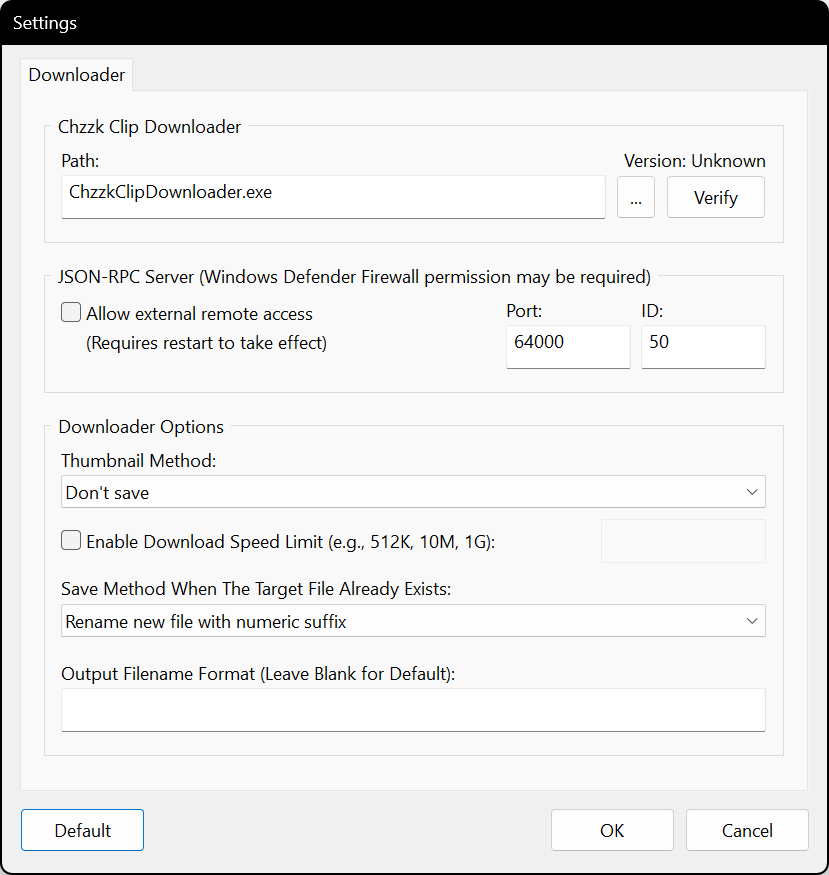 Settings
Downloader
Chzzk Clip Downloader
Path:
Version: Unknown
ChzzkClipDownloader.exe
...
Verify
JSON-RPC Server (Windows Defender Firewall permission may be required)
Allow external remote access
(Requires restart to take effect)
Port:
ID:
64000
50
Downloader Options
Thumbnail Method:
Don't save
Enable Download Speed Limit (e.g., 512K, 10M, 1G):
Save Method When The Target File Already Exists:
Rename new file with numeric suffix
Output Filename Format (Leave Blank for Default):
Default
OK
Cancel